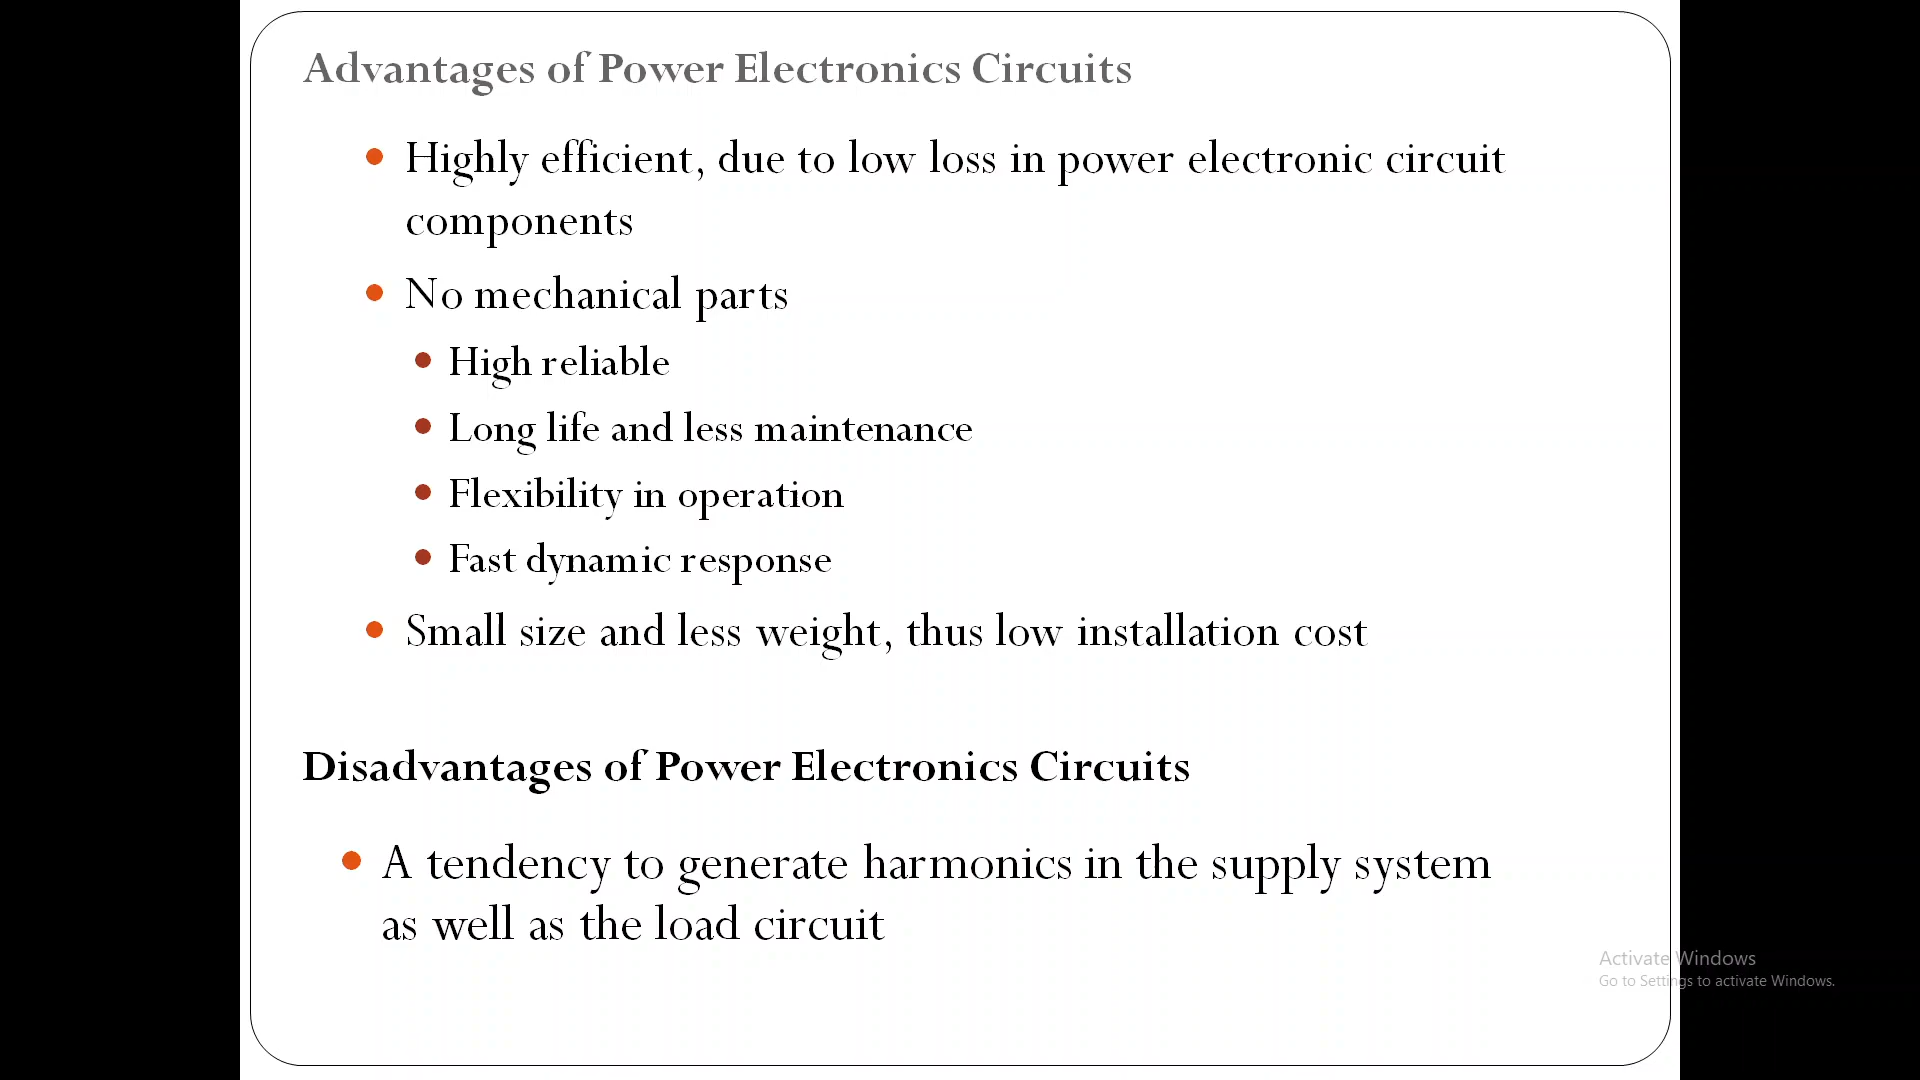 Advantages of Power Electronics Circuits
Highly efficient, due to low loss in power electronic circuit
components
No mechanical parts
High reliable
Long life and less maintenance
Flexibility in operation
Fast dynamic response
Small size and less weight, thus low installation cost
Disadvantages of Power Electronics Circuits
A tendency to generate harmonics in the supply system
as well as the load circuit
Activate Windows
Go to Settings to activate Windows.